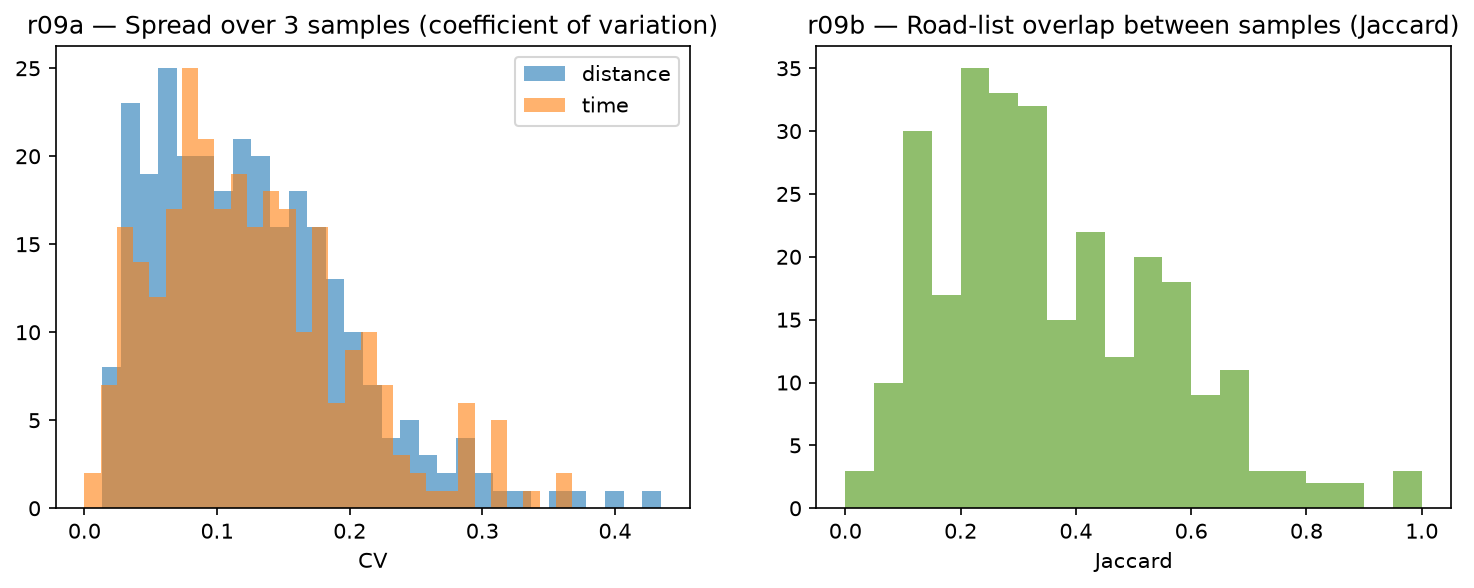 r09a — Spread over 3 samples (coefficient of variation)
distance
time
25
20
15
10
5
0
0.0 0.1 0.2 0.3 0.4
CV
r09b — Road-list overlap between samples (Jaccard)
35
30
25
20
15
10
5
0
0.0 0.2 0.4 0.6 0.8 1.0
Jaccard